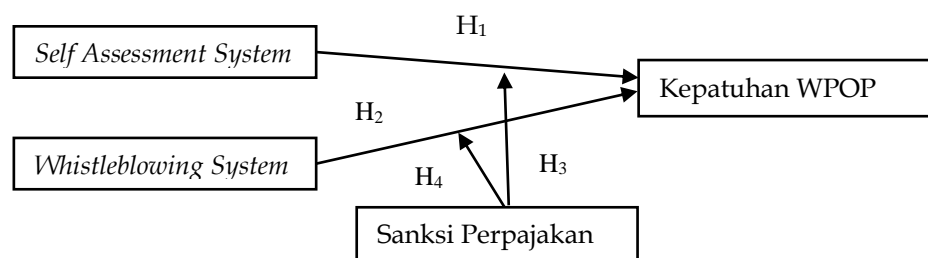 H₁
Self Assessment System
Kepatuhan WPOP
H₂
Whistleblowing System
H₄
H₃
Sanksi Perpajakan